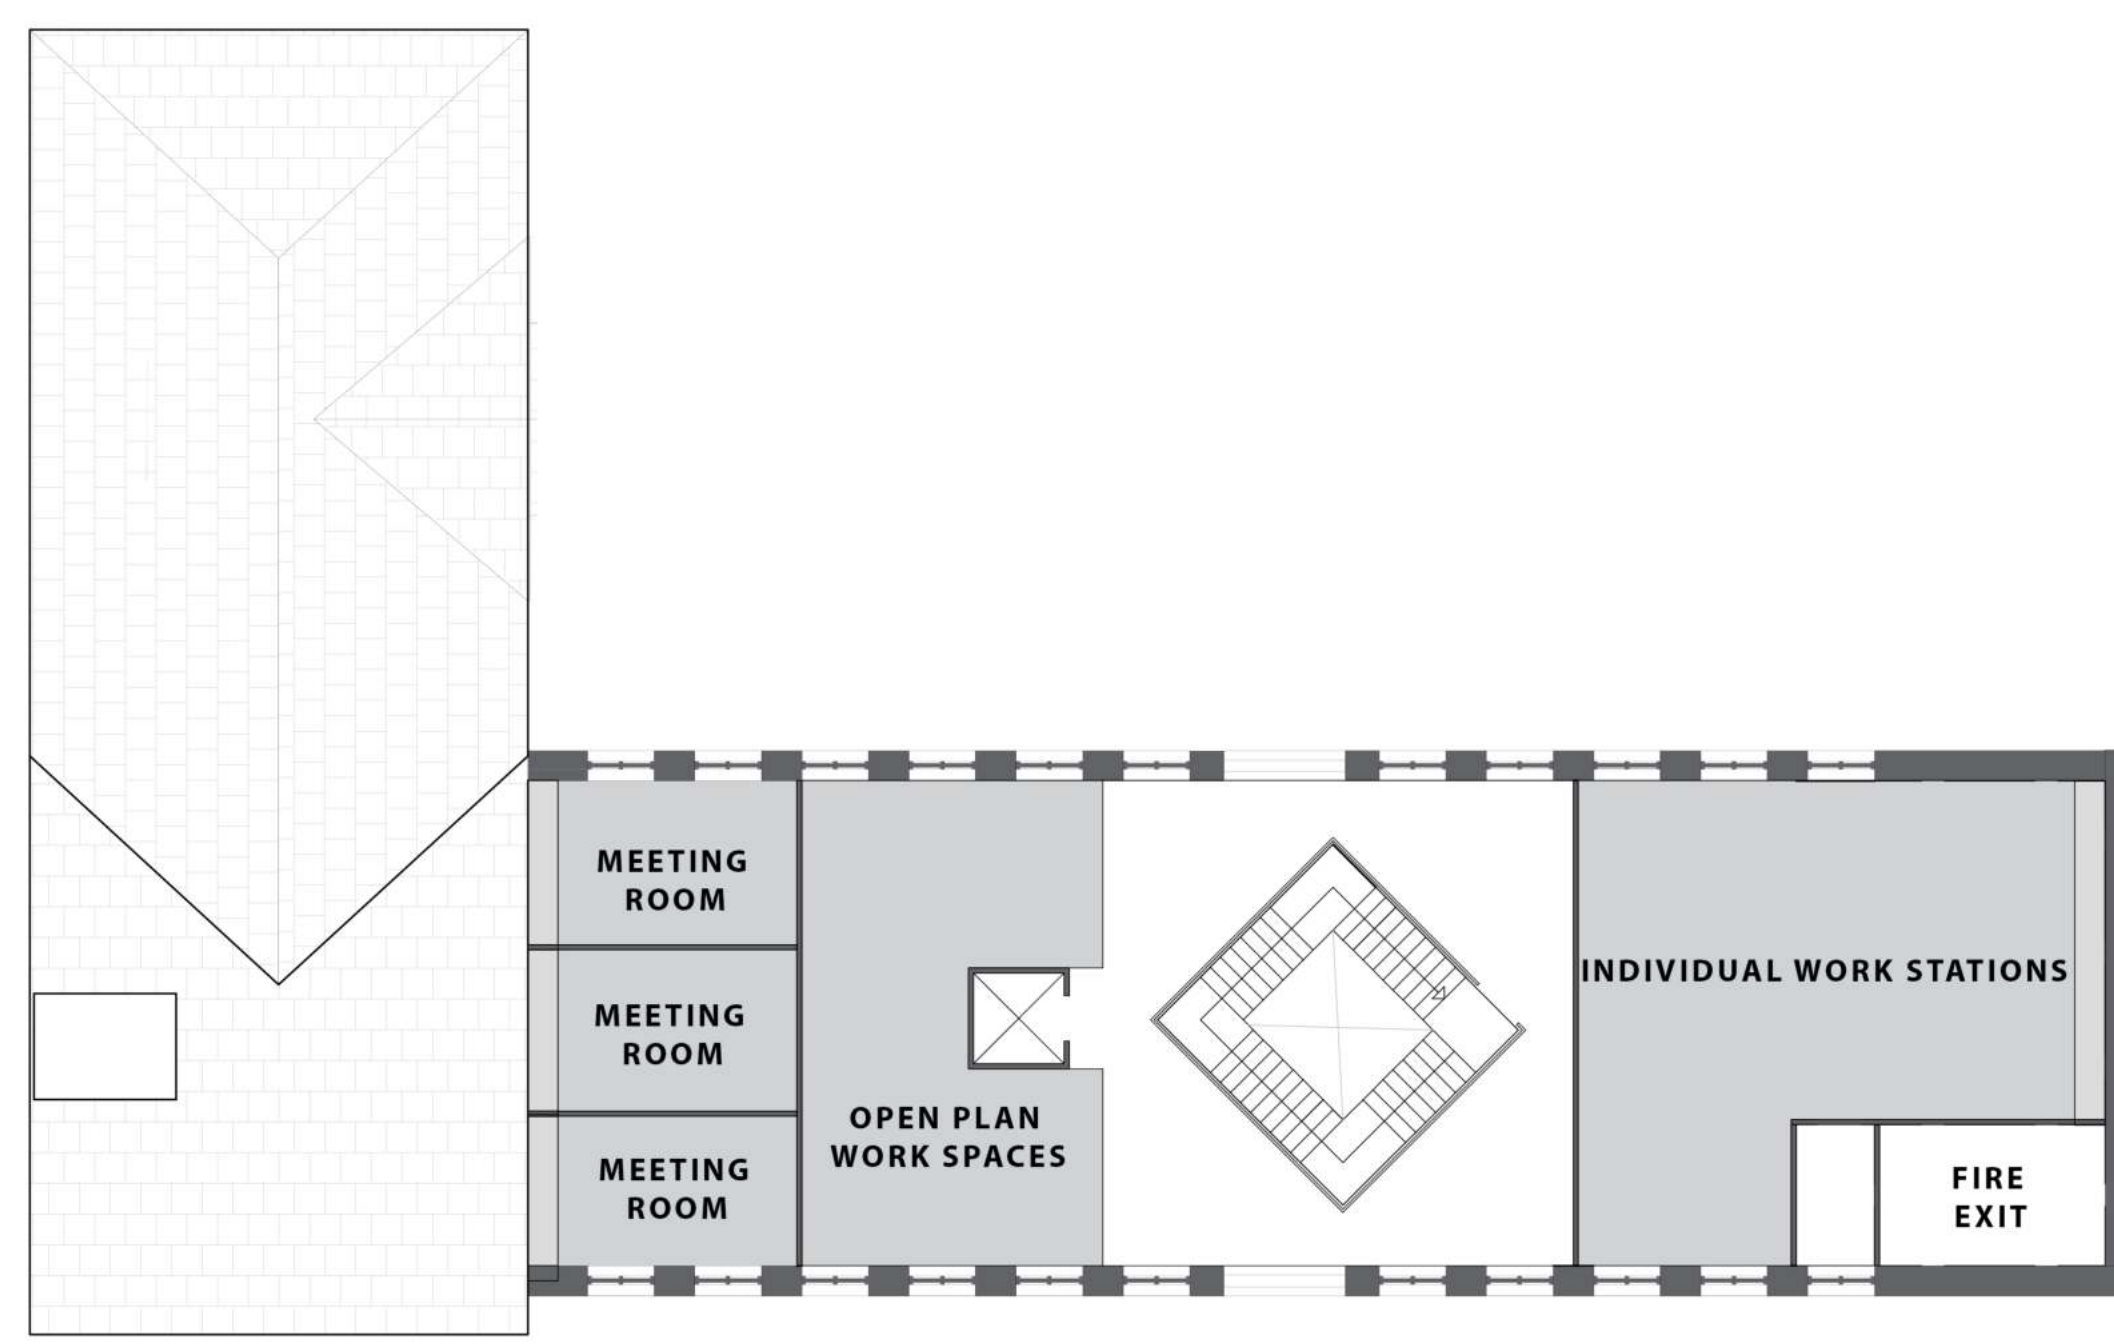 MEETING
ROOM
MEETING
ROOM
MEETING
ROOM
OPEN PLAN
WORK SPACES
INDIVIDUAL WORK STATIONS
FIRE
EXIT